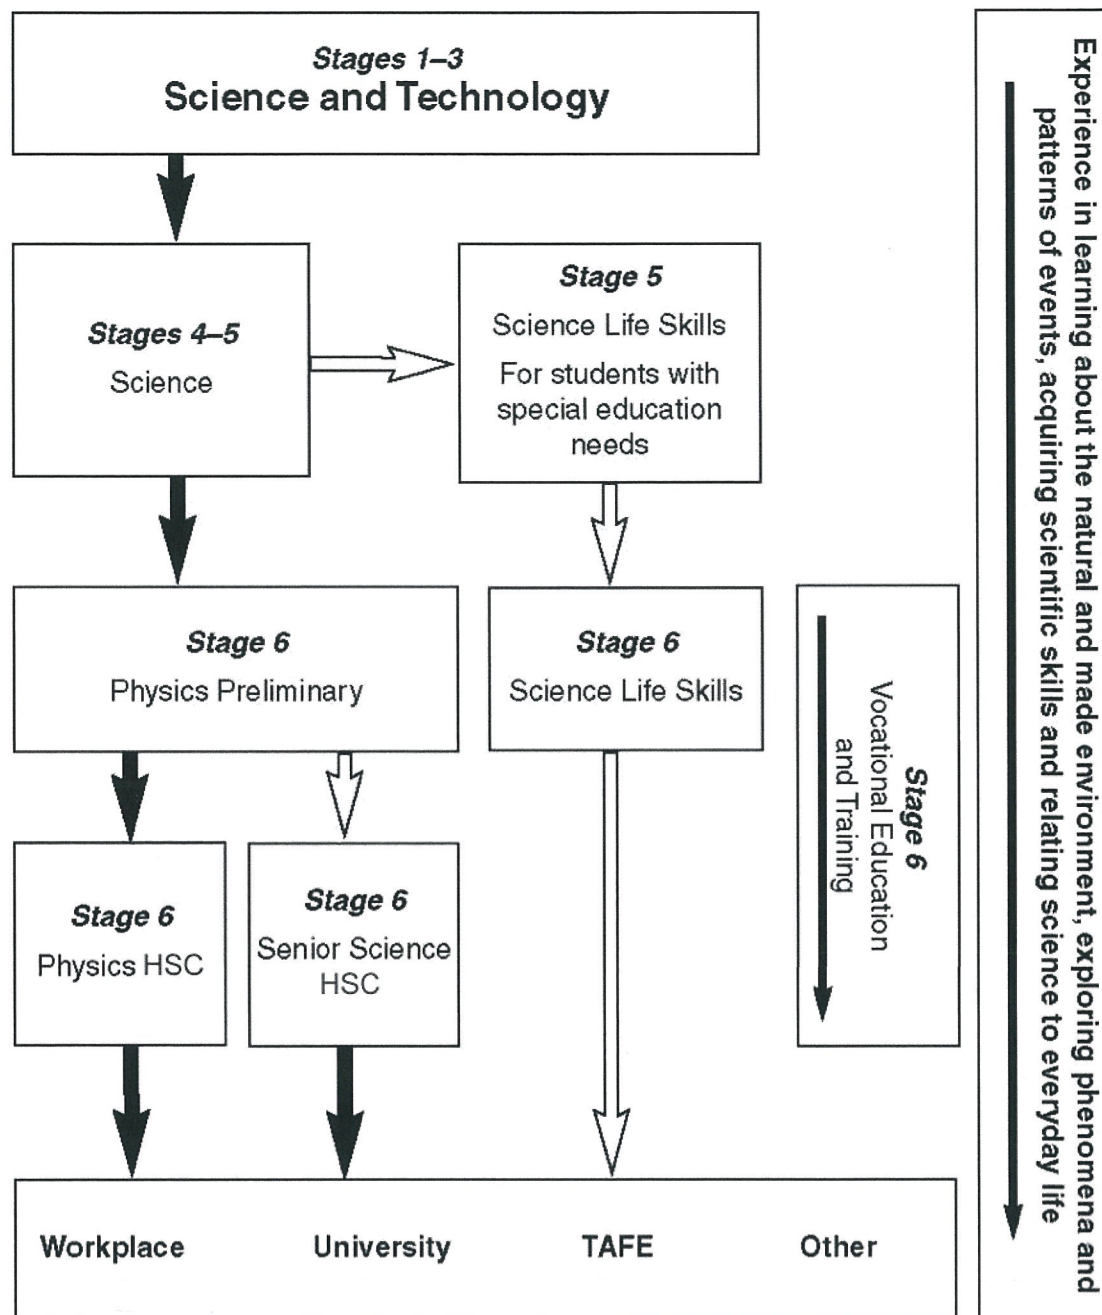 Stages 1–3
Science and Technology
Stages 4–5
Science
Stage 5
Science Life Skills
For students with
special education
needs
Stage 6
Physics Preliminary
Stage 6
Science Life Skills
Stage 6
Vocational Education
and Training
Stage 6
Physics HSC
Stage 6
Senior Science
HSC
Workplace
University
TAFE
Other
Experience in learning about the natural and made environment, exploring phenomena and
patterns of events, acquiring scientific skills and relating science to everyday life